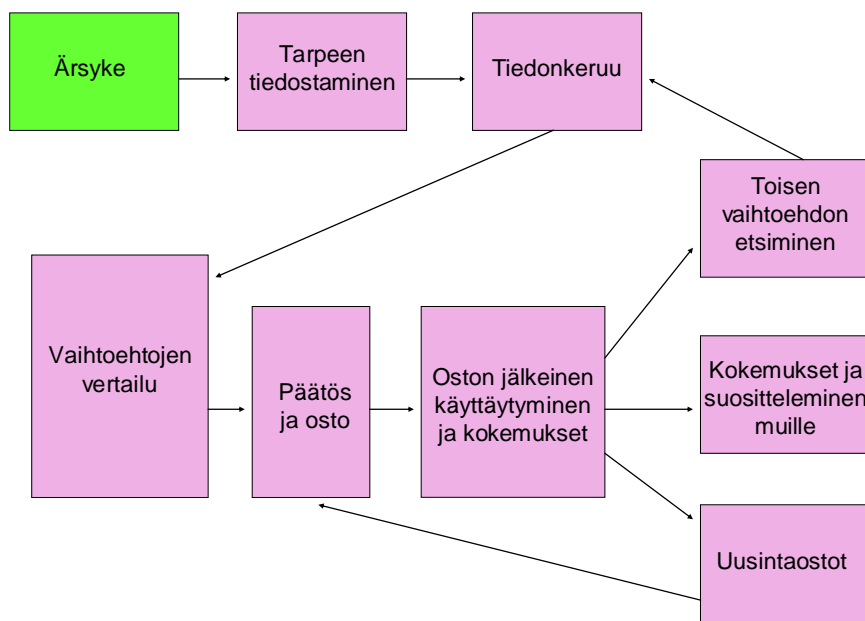 Ärsyke
Tarpeen
tiedostaminen
Tiedonkeruu
Toisen
vaihtoehdon
etsiminen
Vaihtoehtojen
vertailu
Päätös
ja osto
Oston jälkeinen
käyttäytyminen
ja kokemukset
Kokemukset ja
suositteleminen
muille
Uusintaostot